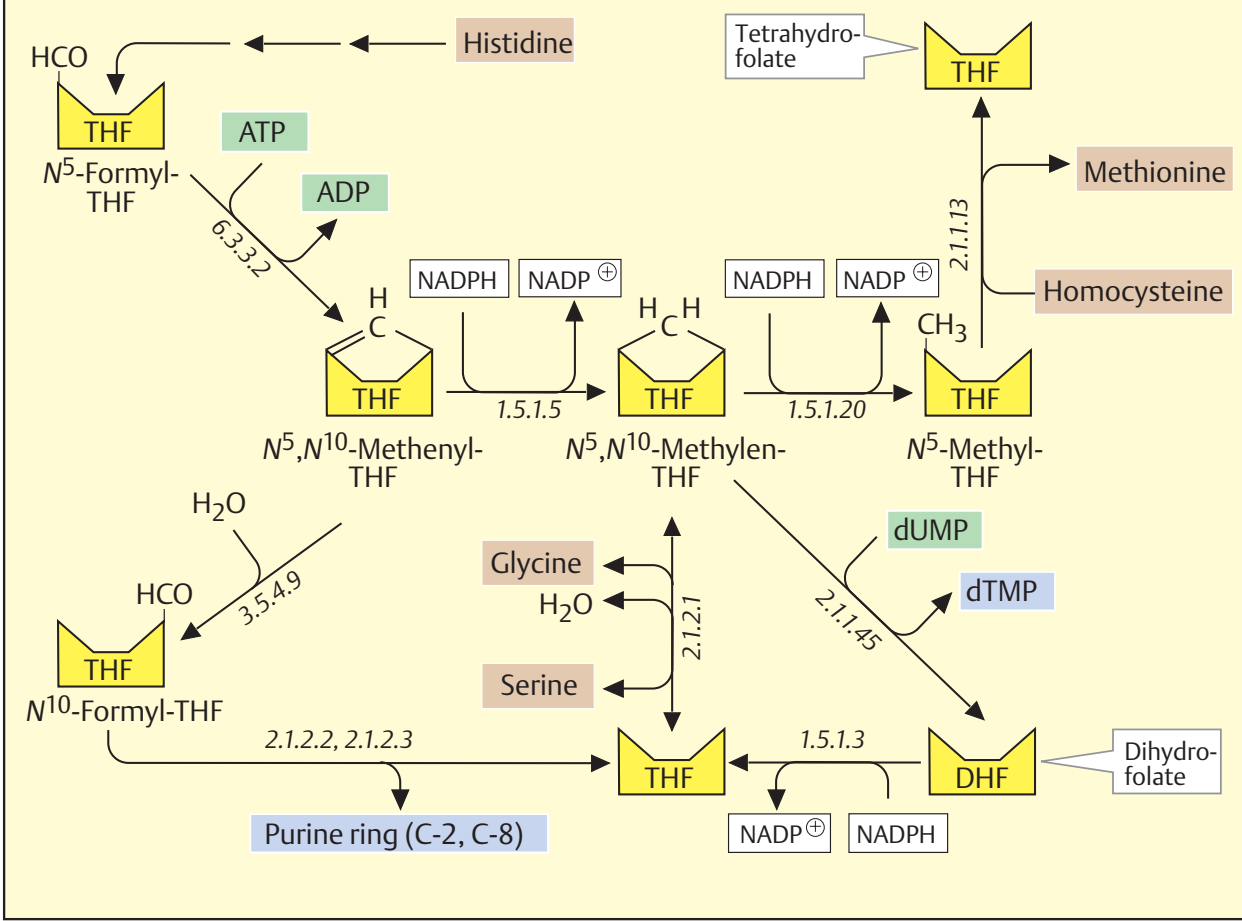 HCO
Histidine
THF
N⁵-Formyl-
THF
ATP
ADP
6.3.3.2
Tetrahydro-
folate
THF
Methionine
2.1.1.13
Homocysteine
H
C
THF
N⁵,N¹⁰-Methenyl-
THF
NADPH
NADP⊕
1.5.1.5
H H
C
THF
N⁵,N¹⁰-Methylen-
THF
NADPH
NADP⊕
1.5.1.20
CH₃
THF
N⁵-Methyl-
THF
H₂O
3.5.4.9
HCO
THF
N¹⁰-Formyl-THF
Glycine
H₂O
Serine
2.1.2.1
dUMP
dTMP
2.1.1.45
2.1.2.2, 2.1.2.3
Purine ring (C-2, C-8)
THF
1.5.1.3
NADP⊕
NADPH
DHF
Dihydro-
folate